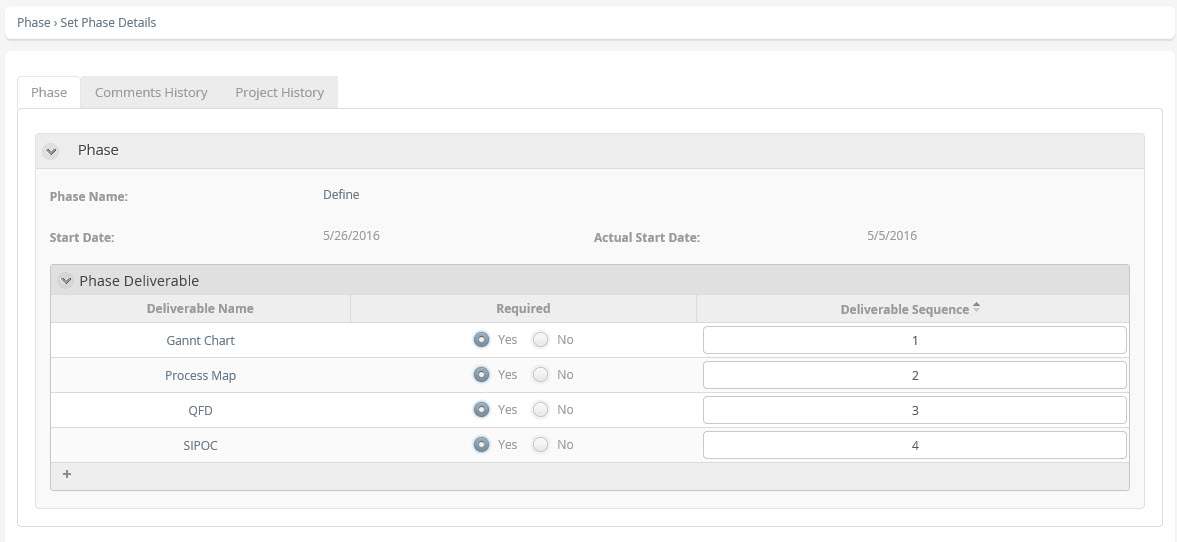 Phase › Set Phase Details
Phase Comments History Project History
Phase
Phase Name: Define
Start Date: 5/26/2016 Actual Start Date: 5/5/2016
Phase Deliverable
Deliverable Name Required Deliverable Sequence
Gannt Chart Yes No 1
Process Map Yes No 2
QFD Yes No 3
SIPOC Yes No 4
+